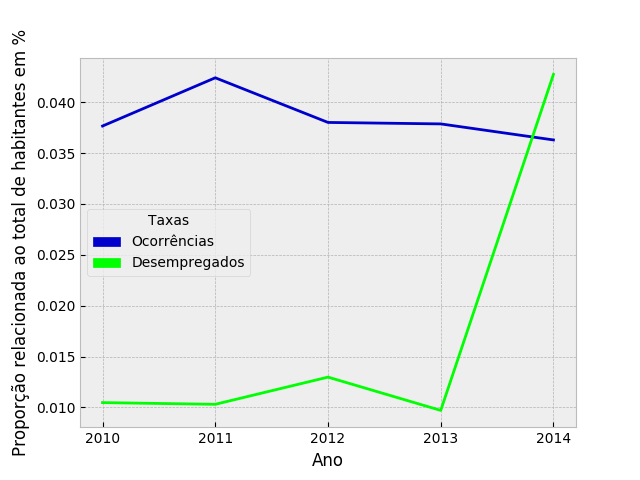 Proporção relacionada ao total de habitantes em %
0.040
0.035
0.030
0.025
0.020
0.015
0.010
Taxas
Ocorrências
Desempregados
2010 2011 2012 2013 2014
Ano